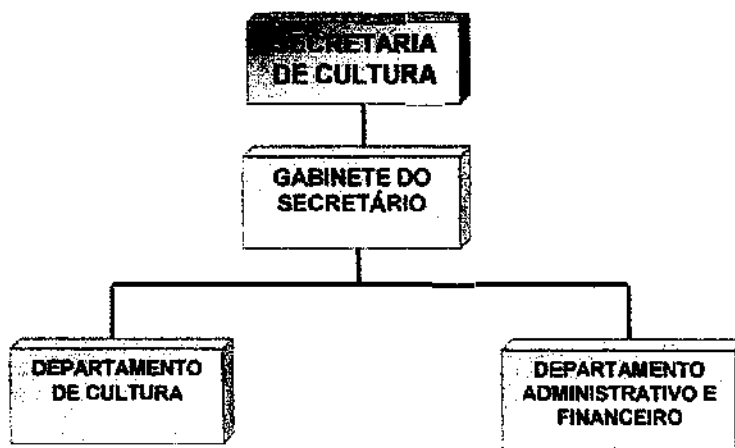 SECRETARIA
DE CULTURA
GABINETE DO
SECRETÁRIO
DEPARTAMENTO
DE CULTURA
DEPARTAMENTO
ADMINISTRATIVO E
FINANCEIRO